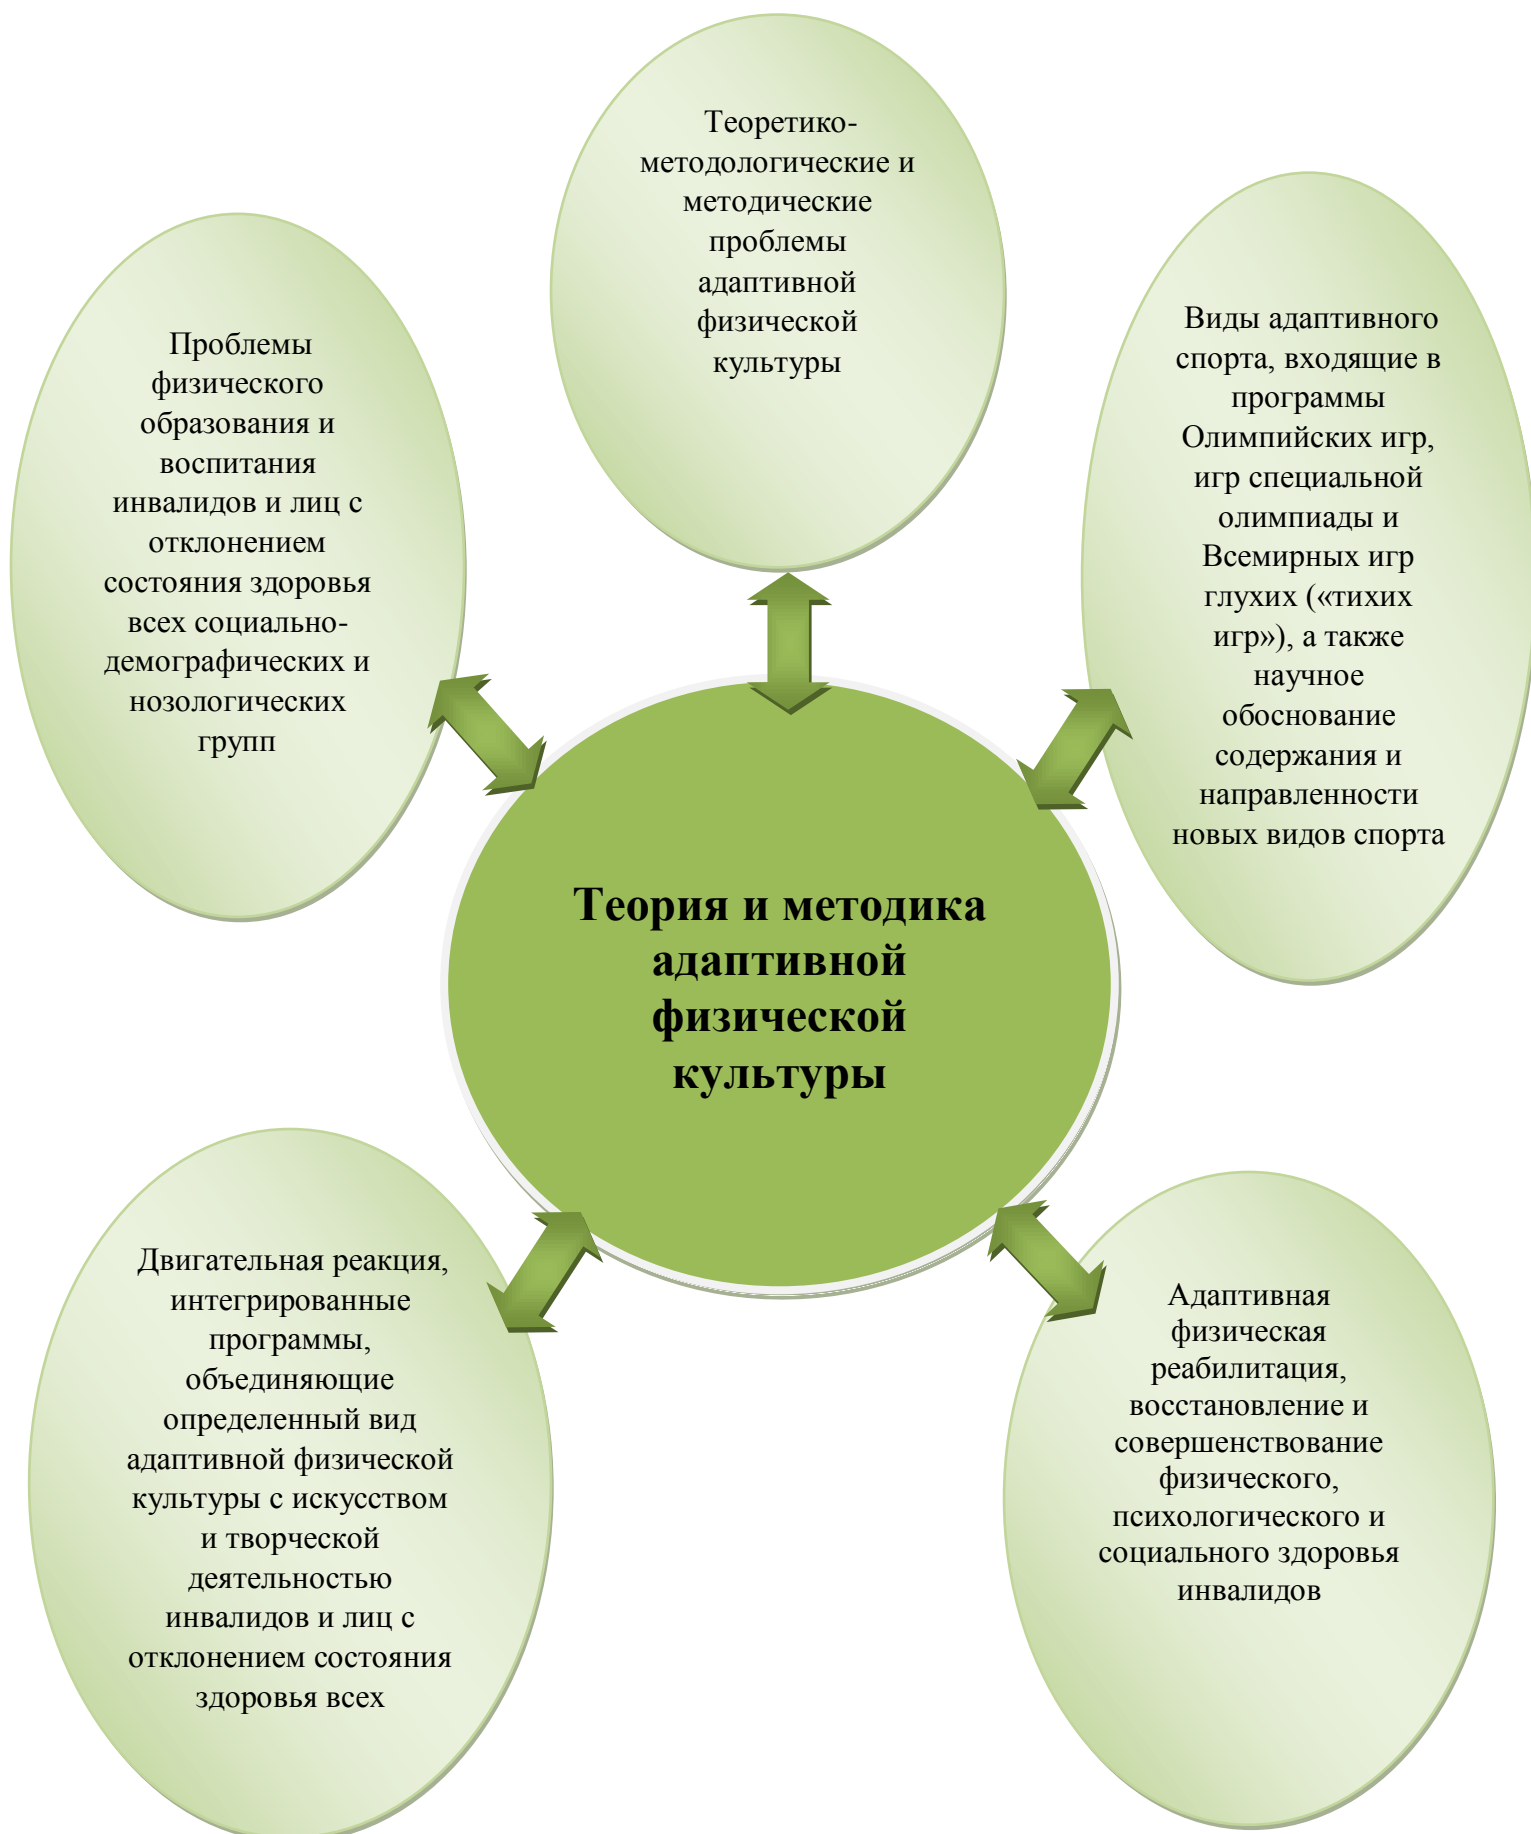 Теоретико-
методологические и
методические
проблемы
адаптивной
физической
культуры
Проблемы
физического
образования и
воспитания
инвалидов и лиц с
отклонением
состояния здоровья
всех социально-
демографических и
нозологических
групп
Виды адаптивного
спорта, входящие в
программы
Олимпийских игр,
игр специальной
олимпиады и
Всемирных игр
глухих («тихих
игр»), а также
научное
обоснование
содержания и
направленности
новых видов спорта
Теория и методика
адаптивной
физической
культуры
Двигательная реакция,
интегрированные
программы,
объединяющие
определенный вид
адаптивной физической
культуры с искусством
и творческой
деятельностью
инвалидов и лиц с
отклонением состояния
здоровья всех
Адаптивная
физическая
реабилитация,
восстановление и
совершенствование
физического,
психологического и
социального здоровья
инвалидов